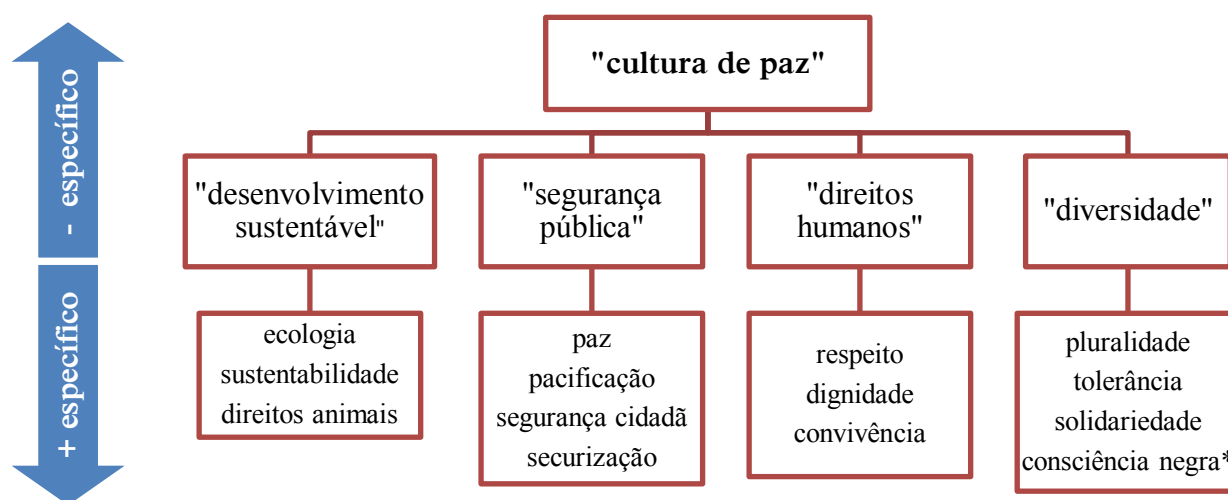 - específico
+ específico
"cultura de paz"
"desenvolvimento
sustentável"
"segurança
pública"
"direitos
humanos"
"diversidade"
ecologia
sustentabilidade
direitos animais
paz
pacificação
segurança cidadã
securização
respeito
dignidade
convivência
pluralidade
tolerância
solidariedade
consciência negra*